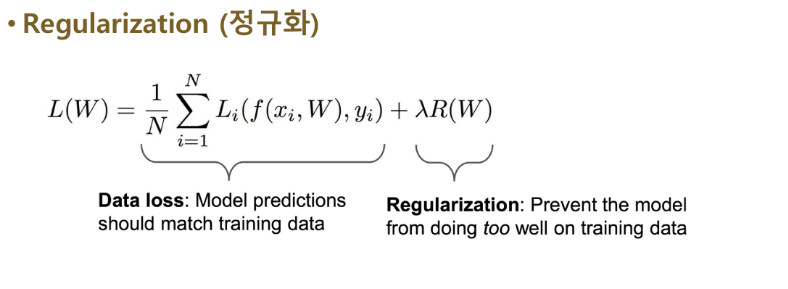 • Regularization (정규화)
L(W) = \frac{1}{N} \sum_{i=1}^{N} L_i(f(x_i, W), y_i) + λR(W)
Data loss: Model predictions
should match training data
Regularization: Prevent the model
from doing too well on training data